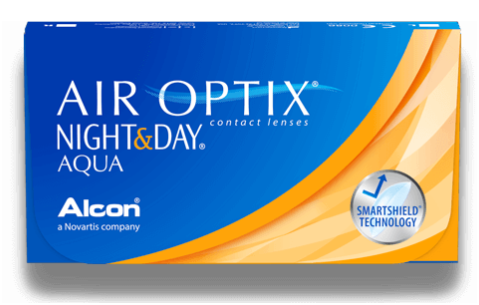 AIR OPTIX®
contact lenses
NIGHT&DAY®
AQUA
Alcon®
a Novartis company
SMARTSHIELD®
TECHNOLOGY